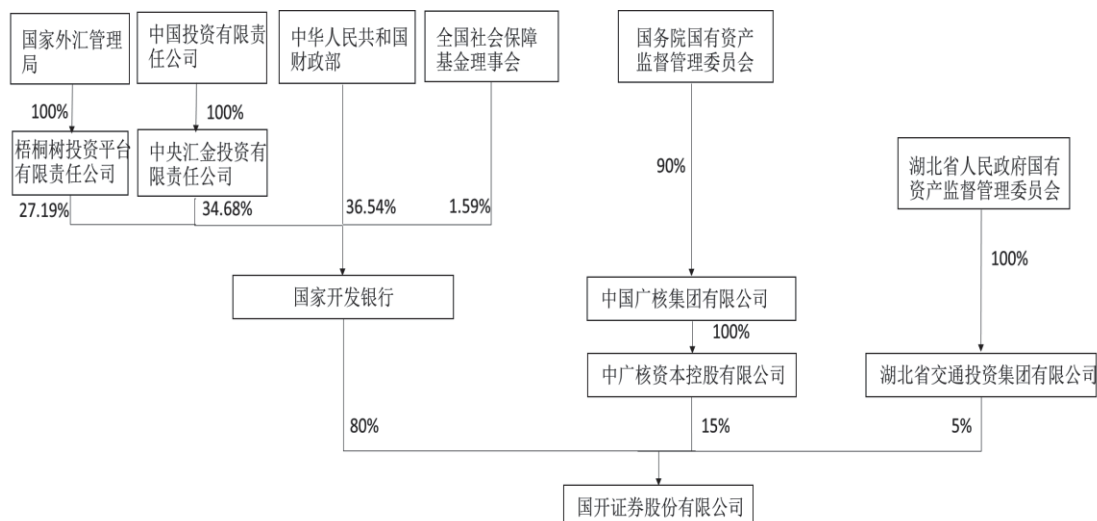 国家外汇管理
局
中国投资有限责
任公司
中华人民共和国
财政部
全国社会保障
基金理事会
国务院国有资产
监督管理委员会
100%
100%
90%
梧桐树投资平台
有限责任公司
中央汇金投资有
限责任公司
湖北省人民政府国有
资产监督管理委员会
27.19%
34.68%
36.54%
1.59%
100%
国家开发银行
中国广核集团有限公司
100%
中广核资本控股有限公司
湖北省交通投资集团有限公司
80%
15%
5%
国开证券股份有限公司